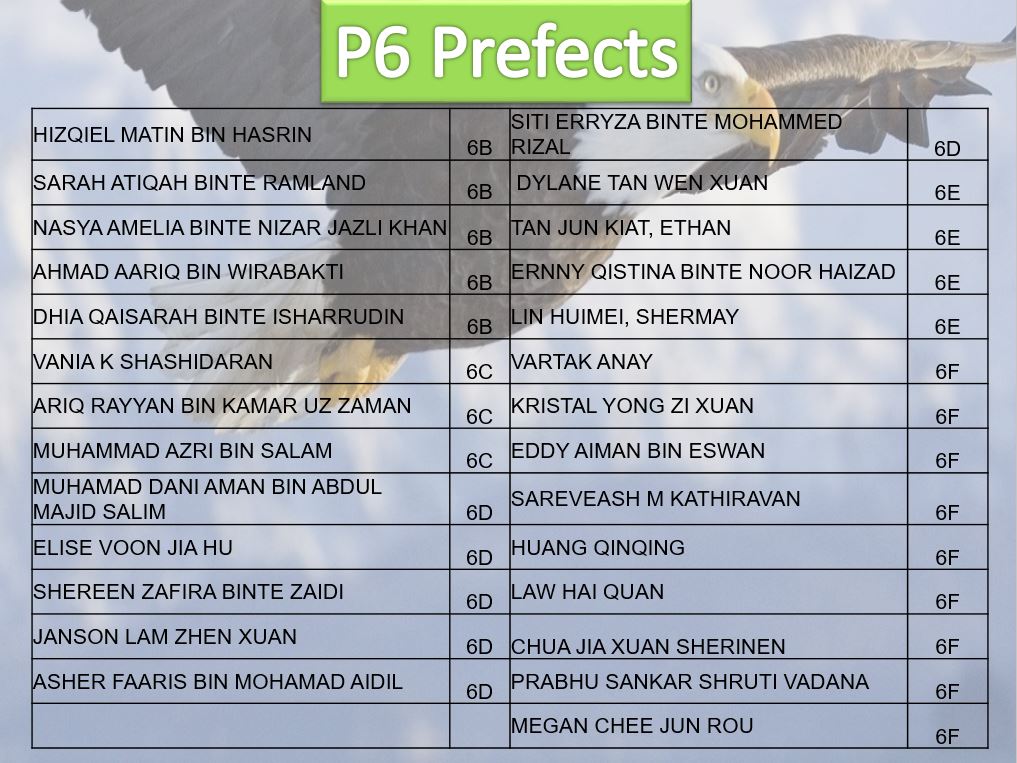 P6 Prefects
HIZQIEL MATIN BIN HASRIN 6B SITI ERRYZA BINTE MOHAMMED
RIZAL 6D
SARAH ATIQAH BINTE RAMLAND 6B DYLANE TAN WEN XUAN 6E
NASYA AMELIA BINTE NIZAR JAZLI KHAN 6B TAN JUN KIAT, ETHAN 6E
AHMAD AARIQ BIN WIRABAKTI 6B ERNNY QISTINA BINTE NOOR HAIZAD 6E
DHIA QAISARAH BINTE ISHARRUDIN 6B LIN HUIMEI, SHERMAY 6E
VANIA K SHASHIDARAN 6C VARTAK ANAY 6F
ARIQ RAYYAN BIN KAMAR UZ ZAMAN 6C KRISTAL YONG ZI XUAN 6F
MUHAMMAD AZRI BIN SALAM 6C EDDY AIMAN BIN ESWAN 6F
MUHAMAD DANI AMAN BIN ABDUL
MAJID SALIM 6D SAREVEASH M KATHIRAVAN 6F
ELISE VOON JIA HU 6D HUANG QINQING 6F
SHEREEN ZAFIRA BINTE ZAIDI 6D LAW HAI QUAN 6F
JANSON LAM ZHEN XUAN 6D CHUA JIA XUAN SHERINEN 6F
ASHER FAARIS BIN MOHAMAD AIDIL 6D PRABHU SANKAR SHRUTI VADANA 6F
MEGAN CHEE JUN ROU 6F